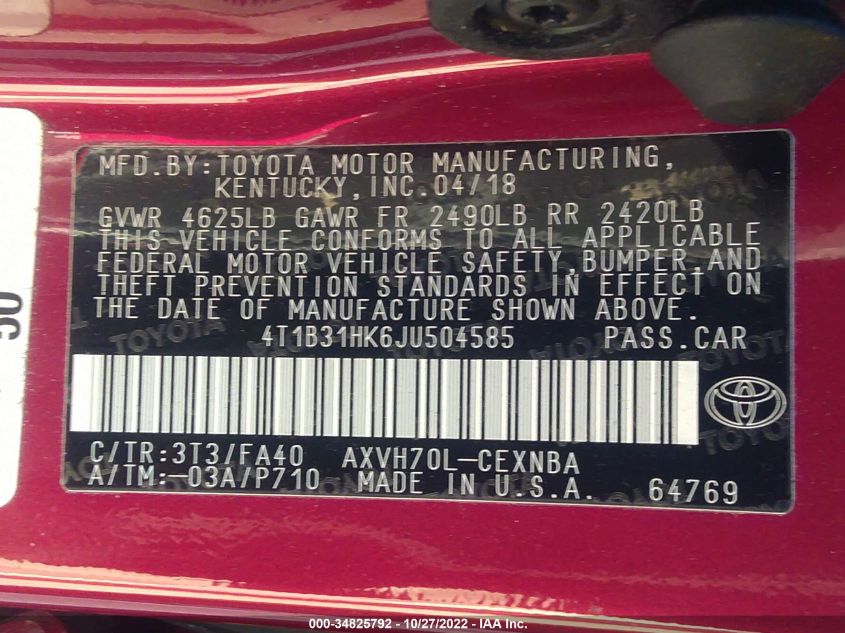 MFD.BY:TOYOTA MOTOR MANUFACTURING,
KENTUCKY,INC. 04/18
GVWR 4625LB GAWR FR 2490LB RR 2420LB
THIS VEHICLE CONFORMS TO ALL APPLICABLE
FEDERAL MOTOR VEHICLE SAFETY,BUMPER,AND
THEFT PREVENTION STANDARDS IN EFFECT ON
THE DATE OF MANUFACTURE SHOWN ABOVE.
4T1B31HK6JU504585 PASS.CAR
C/TR:3T3/FA40 AXVH70L-CEXNBA
A/TM:-03A/P710 MADE IN U.S.A. 64769
000-34825792 - 10/27/2022 - IAA Inc.